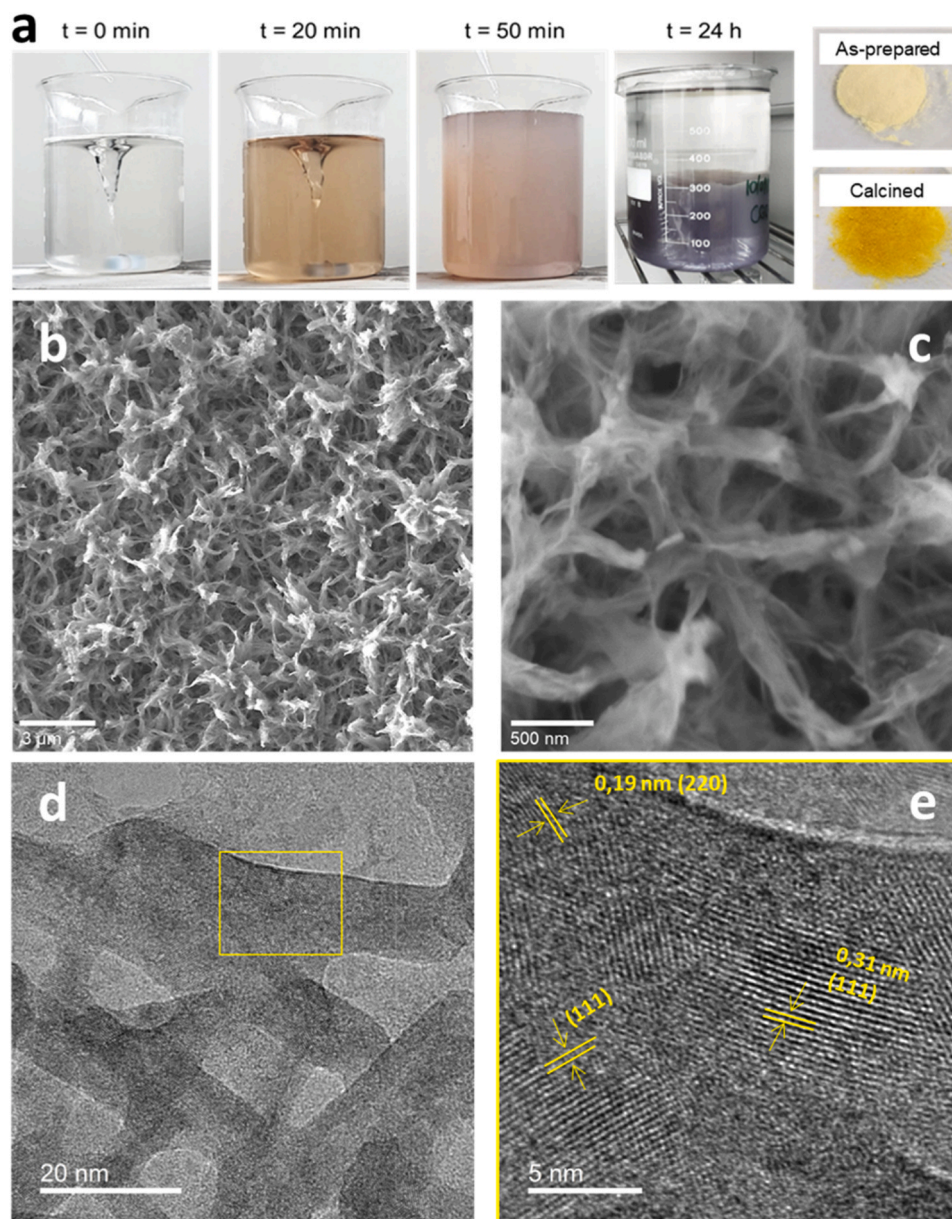 a
t = 0 min
t = 20 min
t = 50 min
t = 24 h
As-prepared
Calcined
500
400
300
200
100
b
3 µm
c
500 nm
d
20 nm
e
0,19 nm (220)
0,31 nm
(111)
(111)
5 nm